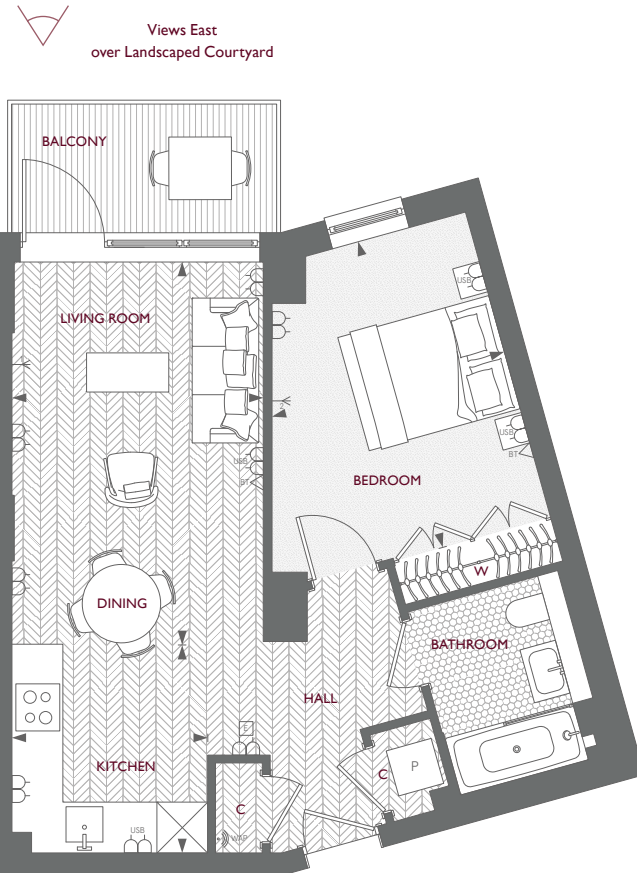 Views East
over Landscaped Courtyard
BALCONY
USB
LIVING ROOM
2
USB
BT
USB
BT
BEDROOM
W
DINING
BATHROOM
HALL
E
KITCHEN
C
P
C
USB
WAP